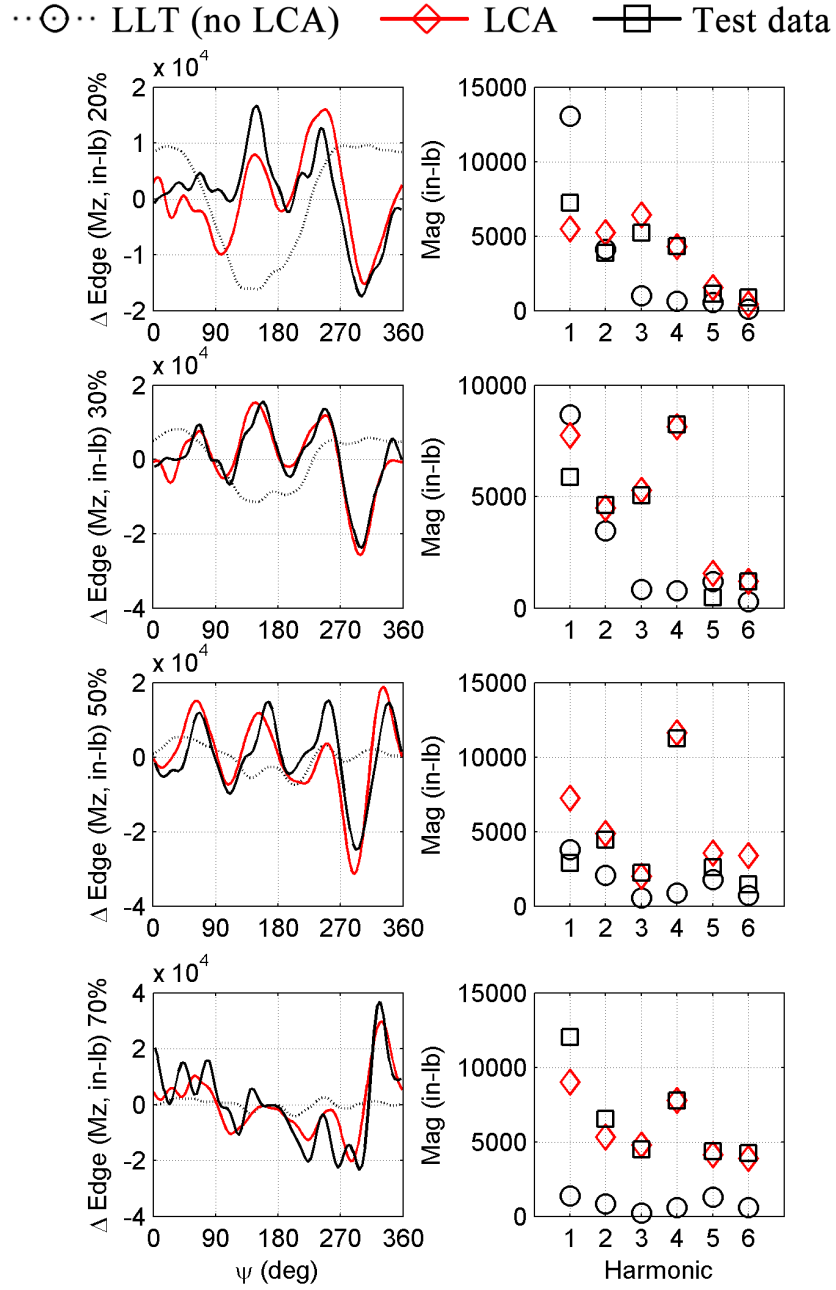 LLT (no LCA) LCA Test data
x 10^4
Δ Edge (Mz, in-lb) 20%
2
1
0
-1
-2
0 90 180 270 360
Mag (in-lb)
15000
10000
5000
0
1 2 3 4 5 6
x 10^4
Δ Edge (Mz, in-lb) 30%
2
0
-2
-4
0 90 180 270 360
Mag (in-lb)
10000
5000
0
1 2 3 4 5 6
x 10^4
Δ Edge (Mz, in-lb) 50%
2
0
-2
-4
0 90 180 270 360
Mag (in-lb)
15000
10000
5000
0
1 2 3 4 5 6
x 10^4
Δ Edge (Mz, in-lb) 70%
4
2
0
-2
-4
0 90 180 270 360
ψ (deg)
Mag (in-lb)
15000
10000
5000
0
1 2 3 4 5 6
Harmonic